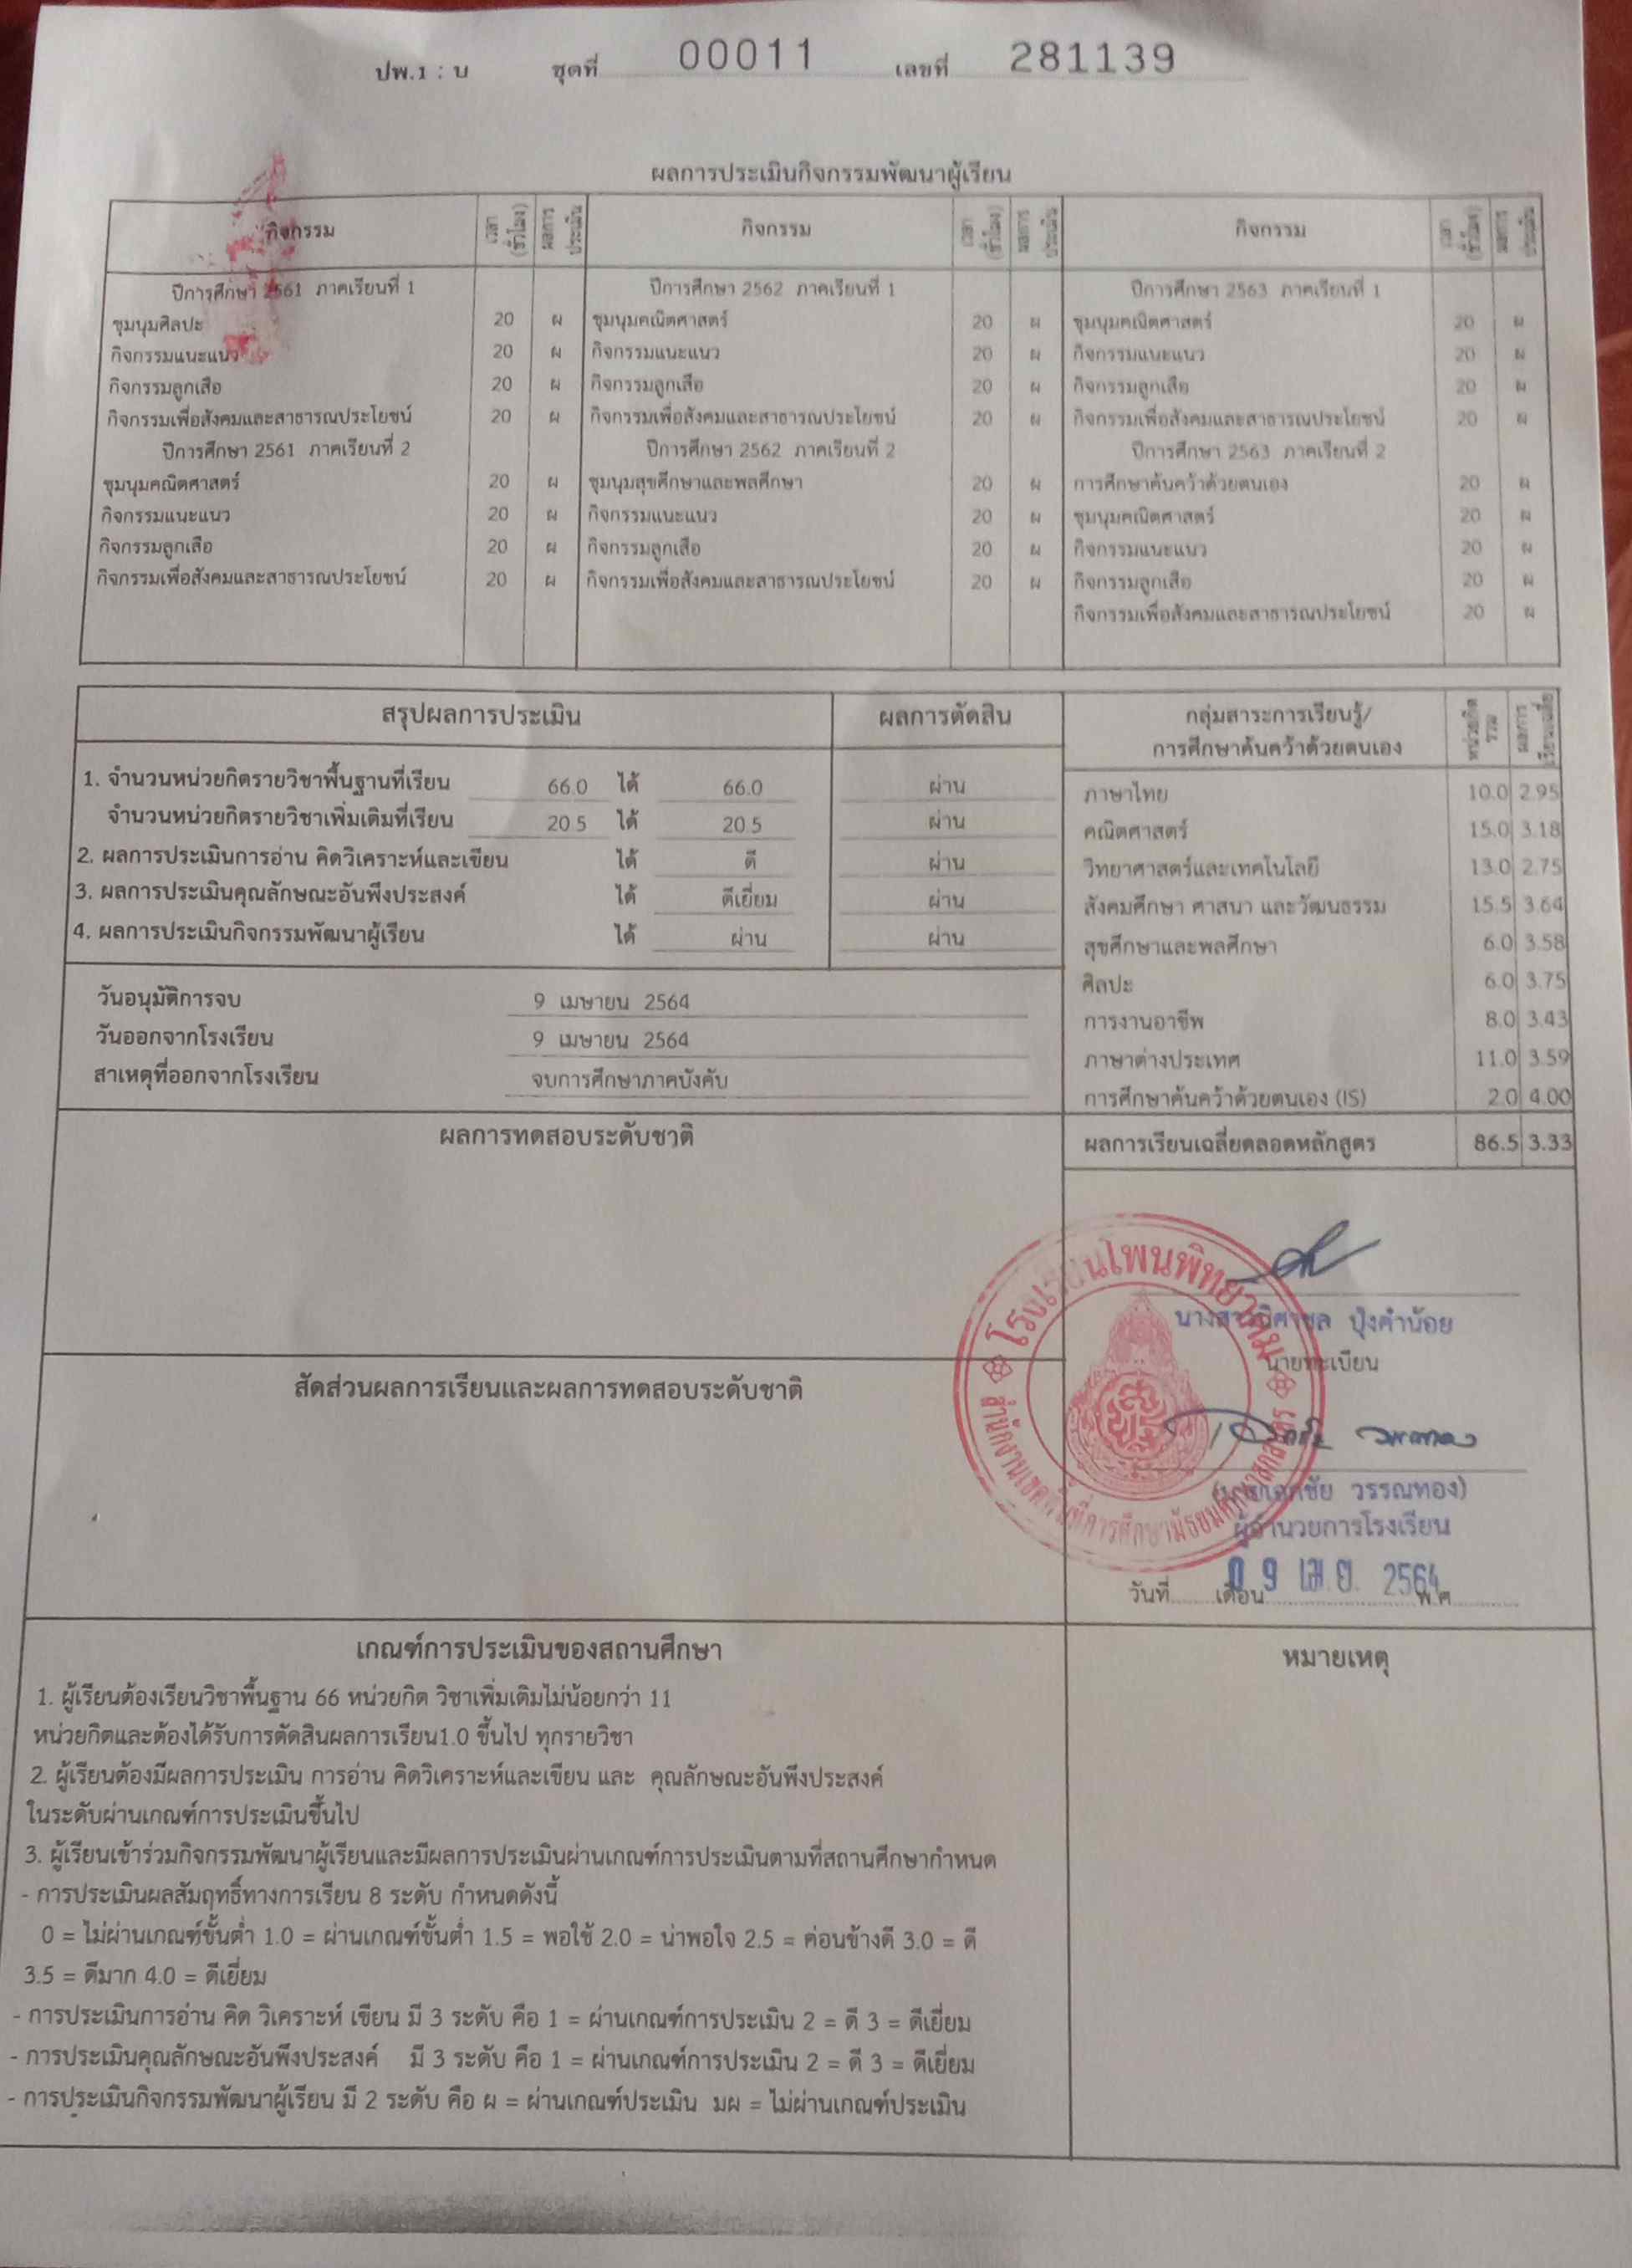 ปพ.1 : บ ชุดที่ 00011 เลขที่ 281139
ผลการประเมินกิจกรรมพัฒนาผู้เรียน
กิจกรรม เวลา (ชั่วโมง) ผลการประเมิน กิจกรรม เวลา (ชั่วโมง) ผลการประเมิน กิจกรรม เวลา (ชั่วโมง) ผลการประเมิน
ปีการศึกษา 2561 ภาคเรียนที่ 1 ปีการศึกษา 2562 ภาคเรียนที่ 1 ปีการศึกษา 2563 ภาคเรียนที่ 1
ชุมนุมศิลปะ 20 ผ ชุมนุมคณิตศาสตร์ 20 ผ ชุมนุมคณิตศาสตร์ 20 ผ
กิจกรรมแนะแนว 20 ผ กิจกรรมแนะแนว 20 ผ กิจกรรมแนะแนว 20 ผ
กิจกรรมลูกเสือ 20 ผ กิจกรรมลูกเสือ 20 ผ กิจกรรมลูกเสือ 20 ผ
กิจกรรมเพื่อสังคมและสาธารณประโยชน์ 20 ผ กิจกรรมเพื่อสังคมและสาธารณประโยชน์ 20 ผ กิจกรรมเพื่อสังคมและสาธารณประโยชน์ 20 ผ
ปีการศึกษา 2561 ภาคเรียนที่ 2 ปีการศึกษา 2562 ภาคเรียนที่ 2 ปีการศึกษา 2563 ภาคเรียนที่ 2
ชุมนุมคณิตศาสตร์ 20 ผ ชุมนุมสุขศึกษาและพลศึกษา 20 ผ การศึกษาค้นคว้าด้วยตนเอง 20 ผ
กิจกรรมแนะแนว 20 ผ กิจกรรมแนะแนว 20 ผ ชุมนุมคณิตศาสตร์ 20 ผ
กิจกรรมลูกเสือ 20 ผ กิจกรรมลูกเสือ 20 ผ กิจกรรมแนะแนว 20 ผ
กิจกรรมเพื่อสังคมและสาธารณประโยชน์ 20 ผ กิจกรรมเพื่อสังคมและสาธารณประโยชน์ 20 ผ กิจกรรมลูกเสือ 20 ผ
กิจกรรมเพื่อสังคมและสาธารณประโยชน์ 20 ผ
สรุปผลการประเมิน ผลการตัดสิน
1. จำนวนหน่วยกิตรายวิชาพื้นฐานที่เรียน 66.0 ได้ 66.0 ผ่าน
จำนวนหน่วยกิตรายวิชาเพิ่มเติมที่เรียน 20.5 ได้ 20.5 ผ่าน
2. ผลการประเมินการอ่าน คิดวิเคราะห์และเขียน ได้ ดี ผ่าน
3. ผลการประเมินคุณลักษณะอันพึงประสงค์ ได้ ดีเยี่ยม ผ่าน
4. ผลการประเมินกิจกรรมพัฒนาผู้เรียน ได้ ผ่าน ผ่าน
วันอนุมัติการจบ 9 เมษายน 2564
วันออกจากโรงเรียน 9 เมษายน 2564
สาเหตุที่ออกจากโรงเรียน จบการศึกษาภาคบังคับ
กลุ่มสาระการเรียนรู้/
การศึกษาค้นคว้าด้วยตนเอง หน่วยกิตรวม ผลการเรียนเฉลี่ย
ภาษาไทย 10.0 2.95
คณิตศาสตร์ 15.0 3.18
วิทยาศาสตร์และเทคโนโลยี 13.0 2.75
สังคมศึกษา ศาสนา และวัฒนธรรม 15.5 3.64
สุขศึกษาและพลศึกษา 6.0 3.58
ศิลปะ 6.0 3.75
การงานอาชีพ 8.0 3.43
ภาษาต่างประเทศ 11.0 3.59
การศึกษาค้นคว้าด้วยตนเอง (IS) 2.0 4.00
ผลการเรียนเฉลี่ยตลอดหลักสูตร 86.5 3.33
ผลการทดสอบระดับชาติ
สัดส่วนผลการเรียนและผลการทดสอบระดับชาติ
โรงเรียนโพนพิทยาคม
สำนักงานเขตพื้นที่การศึกษามัธยมศึกษา
ปุ่งคำน้อย
นายทะเบียน
วรรณทอง)
ผู้อำนวยการโรงเรียน
วันที่ เดือน 09 เม.ย. 2564 พ.ศ.
เกณฑ์การประเมินของสถานศึกษา
1. ผู้เรียนต้องเรียนวิชาพื้นฐาน 66 หน่วยกิต วิชาเพิ่มเติมไม่น้อยกว่า 11
หน่วยกิตและต้องได้รับการตัดสินผลการเรียน1.0 ขึ้นไป ทุกรายวิชา
2. ผู้เรียนต้องมีผลการประเมิน การอ่าน คิดวิเคราะห์และเขียน และ คุณลักษณะอันพึงประสงค์
ในระดับผ่านเกณฑ์การประเมินขึ้นไป
3. ผู้เรียนเข้าร่วมกิจกรรมพัฒนาผู้เรียนและมีผลการประเมินผ่านเกณฑ์การประเมินตามที่สถานศึกษากำหนด
- การประเมินผลสัมฤทธิ์ทางการเรียน 8 ระดับ กำหนดดังนี้
0 = ไม่ผ่านเกณฑ์ขั้นต่ำ 1.0 = ผ่านเกณฑ์ขั้นต่ำ 1.5 = พอใช้ 2.0 = น่าพอใจ 2.5 = ค่อนข้างดี 3.0 = ดี
3.5 = ดีมาก 4.0 = ดีเยี่ยม
- การประเมินการอ่าน คิด วิเคราะห์ เขียน มี 3 ระดับ คือ 1 = ผ่านเกณฑ์การประเมิน 2 = ดี 3 = ดีเยี่ยม
- การประเมินคุณลักษณะอันพึงประสงค์ มี 3 ระดับ คือ 1 = ผ่านเกณฑ์การประเมิน 2 = ดี 3 = ดีเยี่ยม
- การประเมินกิจกรรมพัฒนาผู้เรียน มี 2 ระดับ คือ ผ = ผ่านเกณฑ์ประเมิน มผ = ไม่ผ่านเกณฑ์ประเมิน
หมายเหตุ